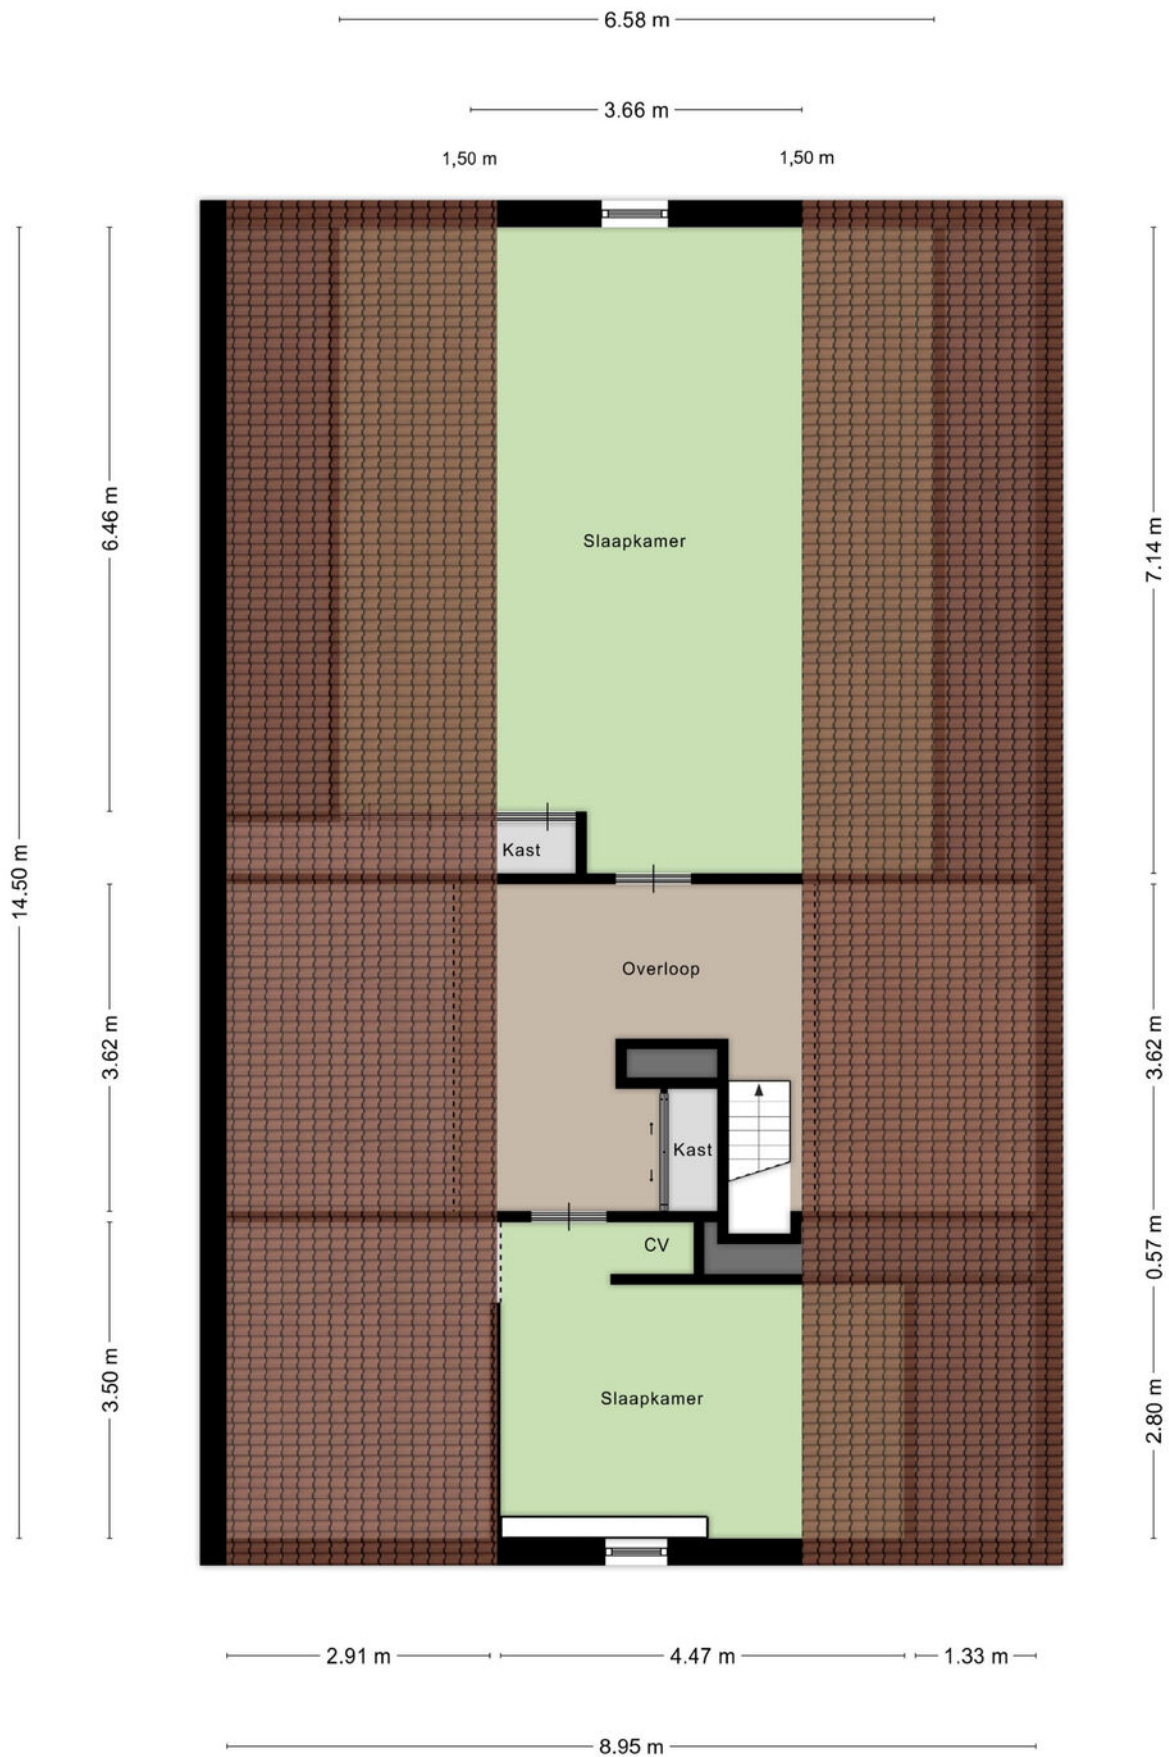 6.58 m
3.66 m
1,50 m
1,50 m
6.46 m
7.14 m
Slaapkamer
Kast
14.50 m
Overloop
3.62 m
3.62 m
Kast
CV
0.57 m
3.50 m
Slaapkamer
2.80 m
2.91 m
4.47 m
1.33 m
8.95 m